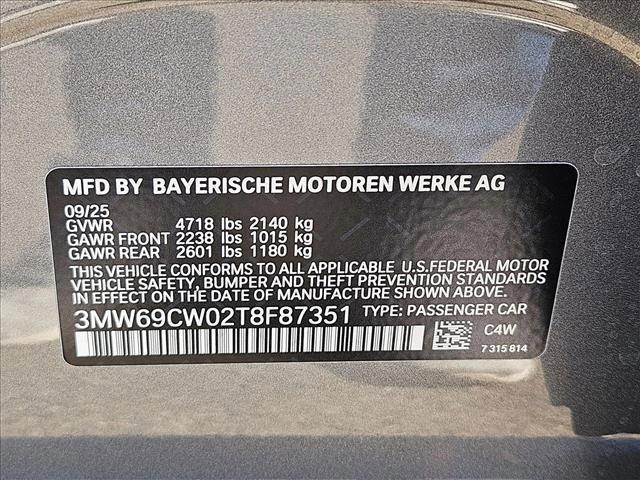 MFD BY BAYERISCHE MOTOREN WERKE AG
09/25
GVWR 4718 lbs 2140 kg
GAWR FRONT 2238 lbs 1015 kg
GAWR REAR 2601 lbs 1180 kg
THIS VEHICLE CONFORMS TO ALL APPLICABLE U.S.FEDERAL MOTOR
VEHICLE SAFETY, BUMPER AND THEFT PREVENTION STANDARDS
IN EFFECT ON THE DATE OF MANUFACTURE SHOWN ABOVE.
3MW69CW02T8F87351 TYPE: PASSENGER CAR
C4W
7 315 814